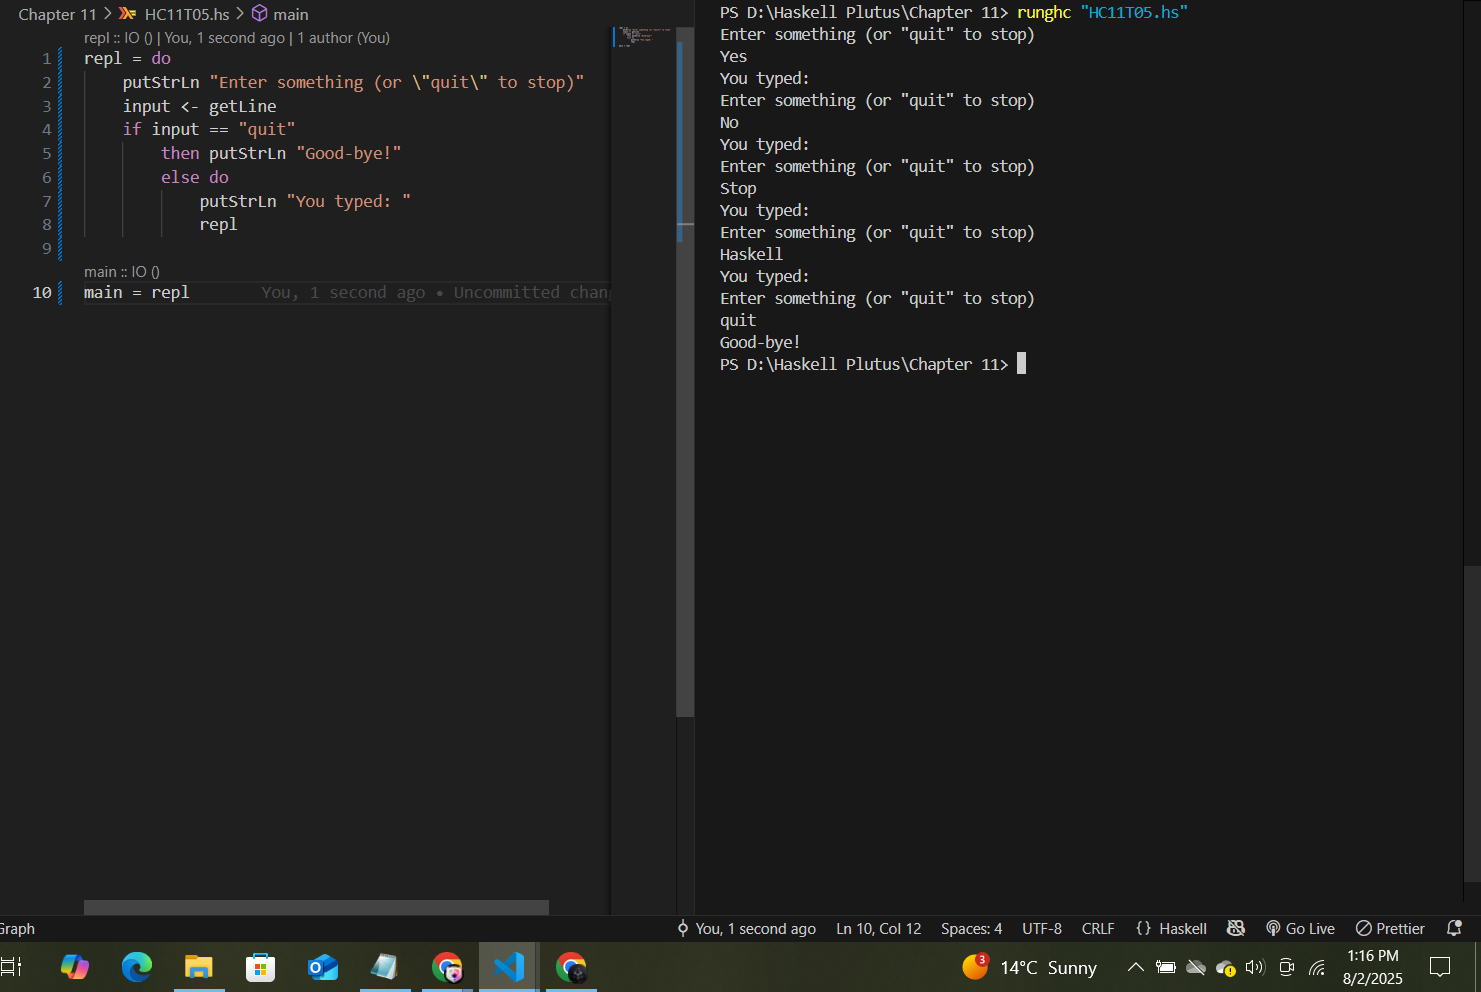 Chapter 11 > HC11T05.hs > main
repl :: IO () | You, 1 second ago | 1 author (You)
1 repl = do
2 putStrLn "Enter something (or \"quit\" to stop)"
3 input <- getLine
4 if input == "quit"
5 then putStrLn "Good-bye!"
6 else do
7 putStrLn "You typed: "
8 repl
9
main :: IO ()
10 main = repl You, 1 second ago • Uncommitted chan
PS D:\Haskell Plutus\Chapter 11> runghc "HC11T05.hs"
Enter something (or "quit" to stop)
Yes
You typed:
Enter something (or "quit" to stop)
No
You typed:
Enter something (or "quit" to stop)
Stop
You typed:
Enter something (or "quit" to stop)
Haskell
You typed:
Enter something (or "quit" to stop)
quit
Good-bye!
PS D:\Haskell Plutus\Chapter 11>
Graph You, 1 second ago Ln 10, Col 12 Spaces: 4 UTF-8 CRLF {} Haskell Go Live Prettier
3 14°C Sunny 1:16 PM
8/2/2025